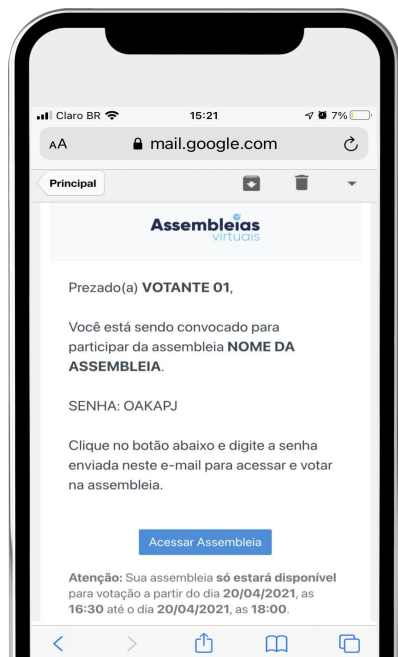 Claro BR 15:21 7%
AA mail.google.com
Principal
Assembleias
virtuais
Prezado(a) VOTANTE 01,
Você está sendo convocado para
participar da assembleia NOME DA
ASSEMBLEIA.
SENHA: OAKAPJ
Clique no botão abaixo e digite a senha
enviada neste e-mail para acessar e votar
na assembleia.
Acessar Assembleia
Atenção: Sua assembleia só estará disponível
para votação a partir do dia 20/04/2021, as
16:30 até o dia 20/04/2021, as 18:00.